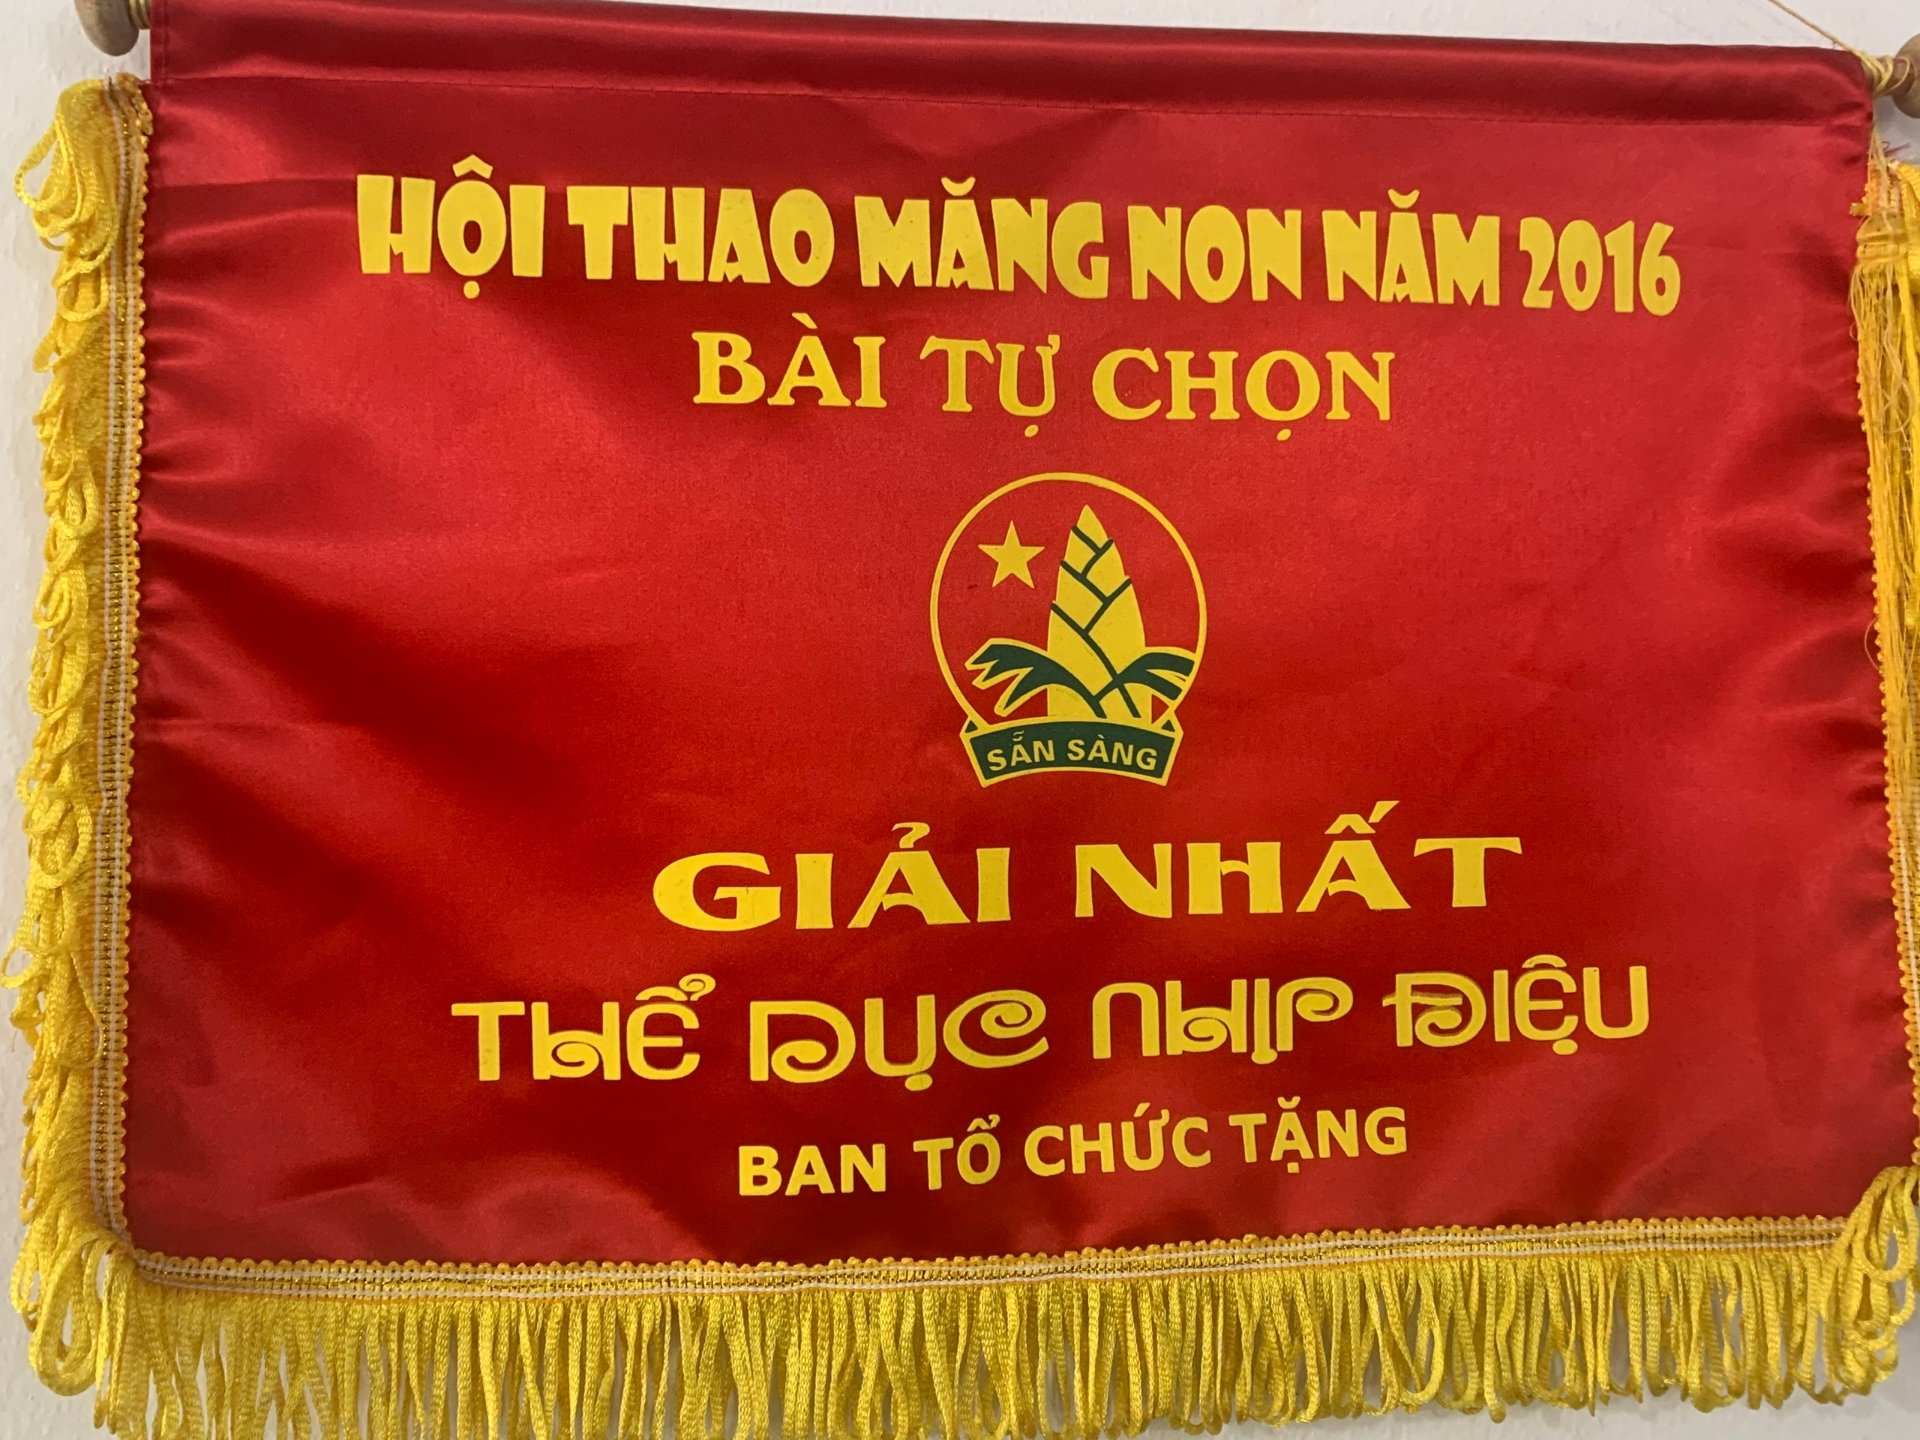 HỘI THAO MĂNG NON NĂM 2016
BÀI TỰ CHỌN
SẴN SÀNG
GIẢI NHẤT
THỂ DỤC NHỊP ĐIỆU
BAN TỔ CHỨC TẶNG